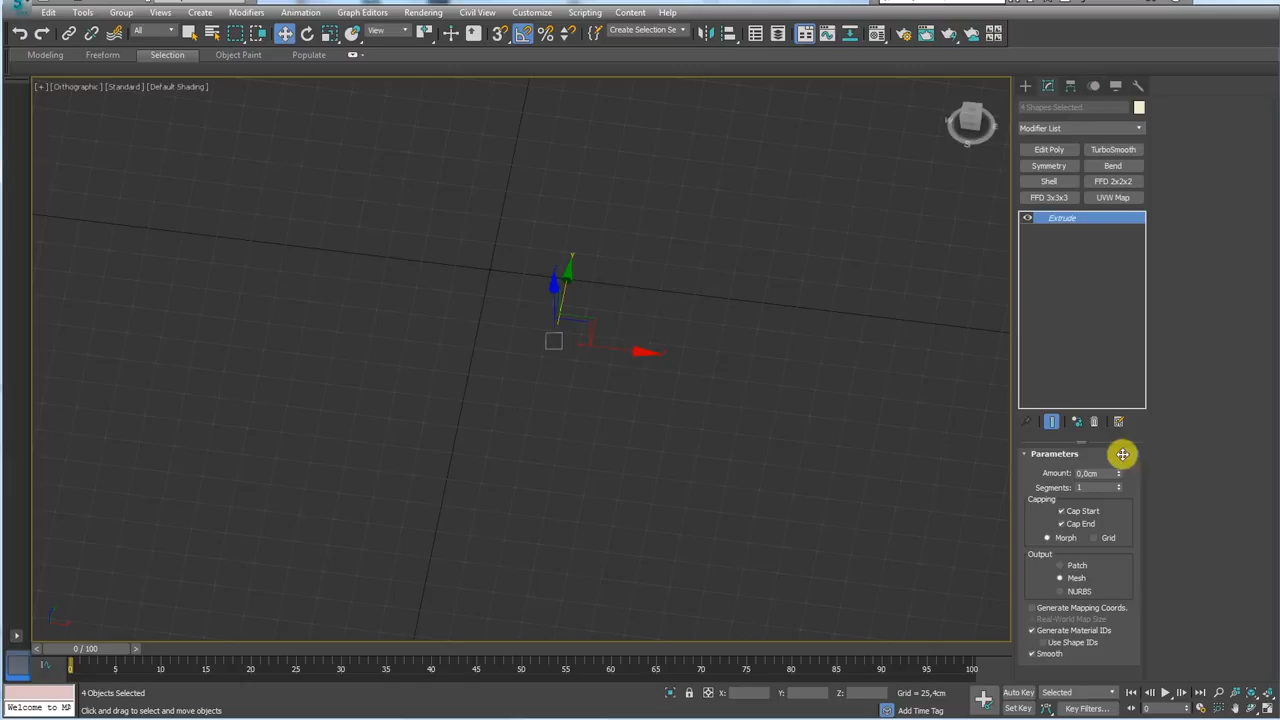 Edit Tools Group Views Create Modifiers Animation Graph Editors Rendering Civil View Customize Scripting Content Help
All View Create Selection Se
Modeling Freeform Selection Object Paint Populate
[+] [Orthographic] [Standard] [Default Shading]
4 Shapes Selected
Modifier List
Edit Poly TurboSmooth
Symmetry Bend
Shell FFD 2x2x2
FFD 3x3x3 UVW Map
Extrude
Parameters
Amount: 0,0cm
Segments: 1
Capping
Cap Start
Cap End
Morph Grid
Output
Patch
Mesh
NURBS
Generate Mapping Coords.
Real-World Map Size
Generate Material IDs
Use Shape IDs
Smooth
0 / 100
0 5 10 15 20 25 30 35 40 45 50 55 60 65 70 75 80 85 90 95 100
4 Objects Selected X: Y: Z: Grid = 25,4cm Auto Key Selected
Welcome to MA Click and drag to select and move objects Add Time Tag Set Key Key Filters... 0